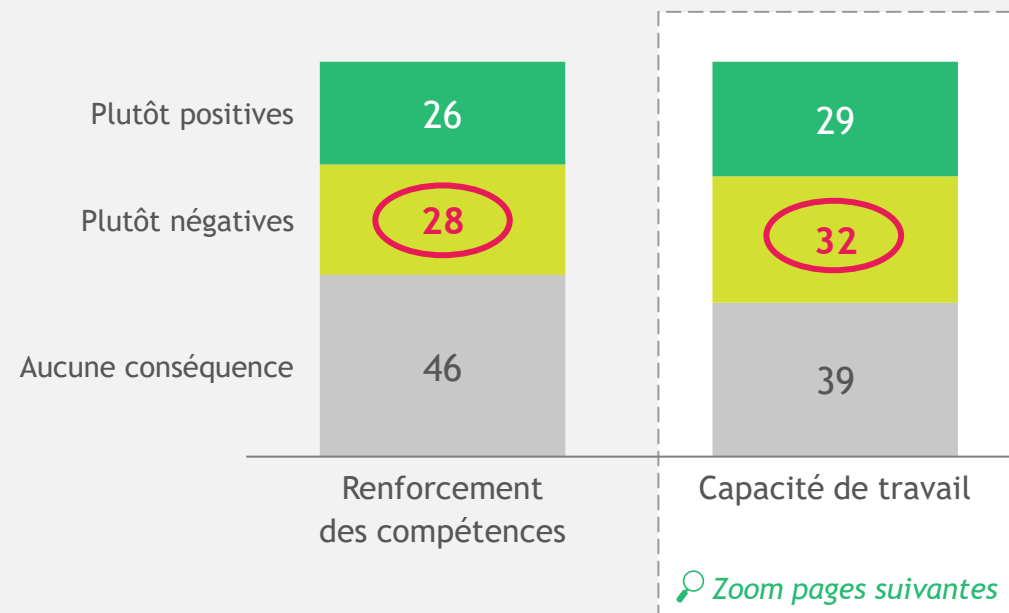 Plutôt positives
26
29
Plutôt négatives
28
32
Aucune conséquence
46
39
Renforcement
des compétences
Capacité de travail
Zoom pages suivantes